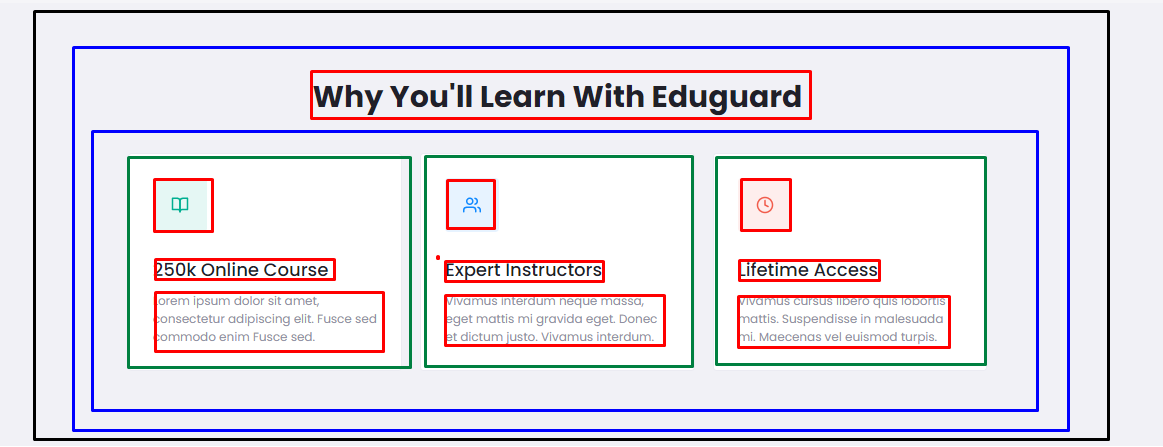 Why You'll Learn With Eduguard
250k Online Course
Lorem ipsum dolor sit amet,
consectetur adipiscing elit. Fusce sed
commodo enim Fusce sed.
Expert Instructors
Vivamus interdum neque massa,
eget mattis mi gravida eget. Donec
et dictum justo. Vivamus interdum.
Lifetime Access
Vivamus cursus libero quis lobortis
mattis. Suspendisse in malesuada
mi. Maecenas vel euismod turpis.